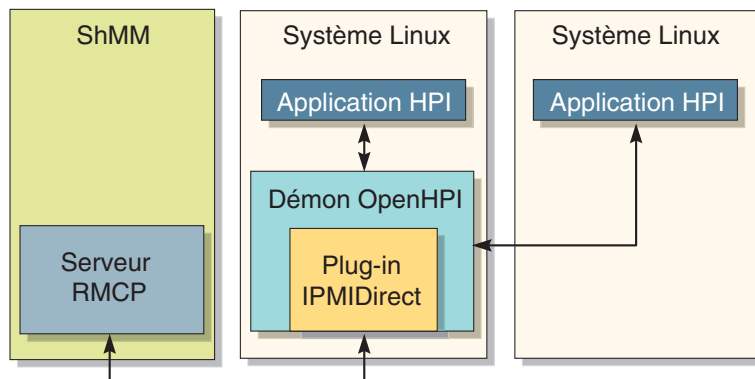 ShMM
Serveur
RMCP
Système Linux
Application HPI
Démon OpenHPI
Plug-in
IPMIDirect
Système Linux
Application HPI